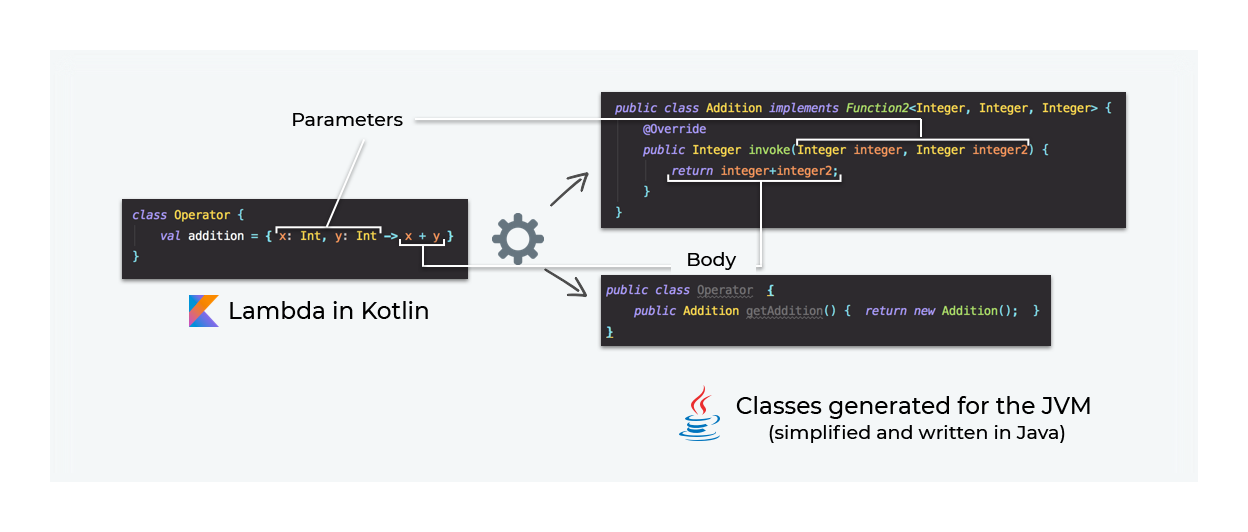 Parameters
class Operator {
val addition = { x: Int, y: Int -> x + y }
}
Lambda in Kotlin
public class Addition implements Function2<Integer, Integer, Integer> {
@Override
public Integer invoke(Integer integer, Integer integer2) {
return integer+integer2;
}
}
Body
public class Operator {
public Addition getAddition() { return new Addition(); }
}
Classes generated for the JVM
(simplified and written in Java)